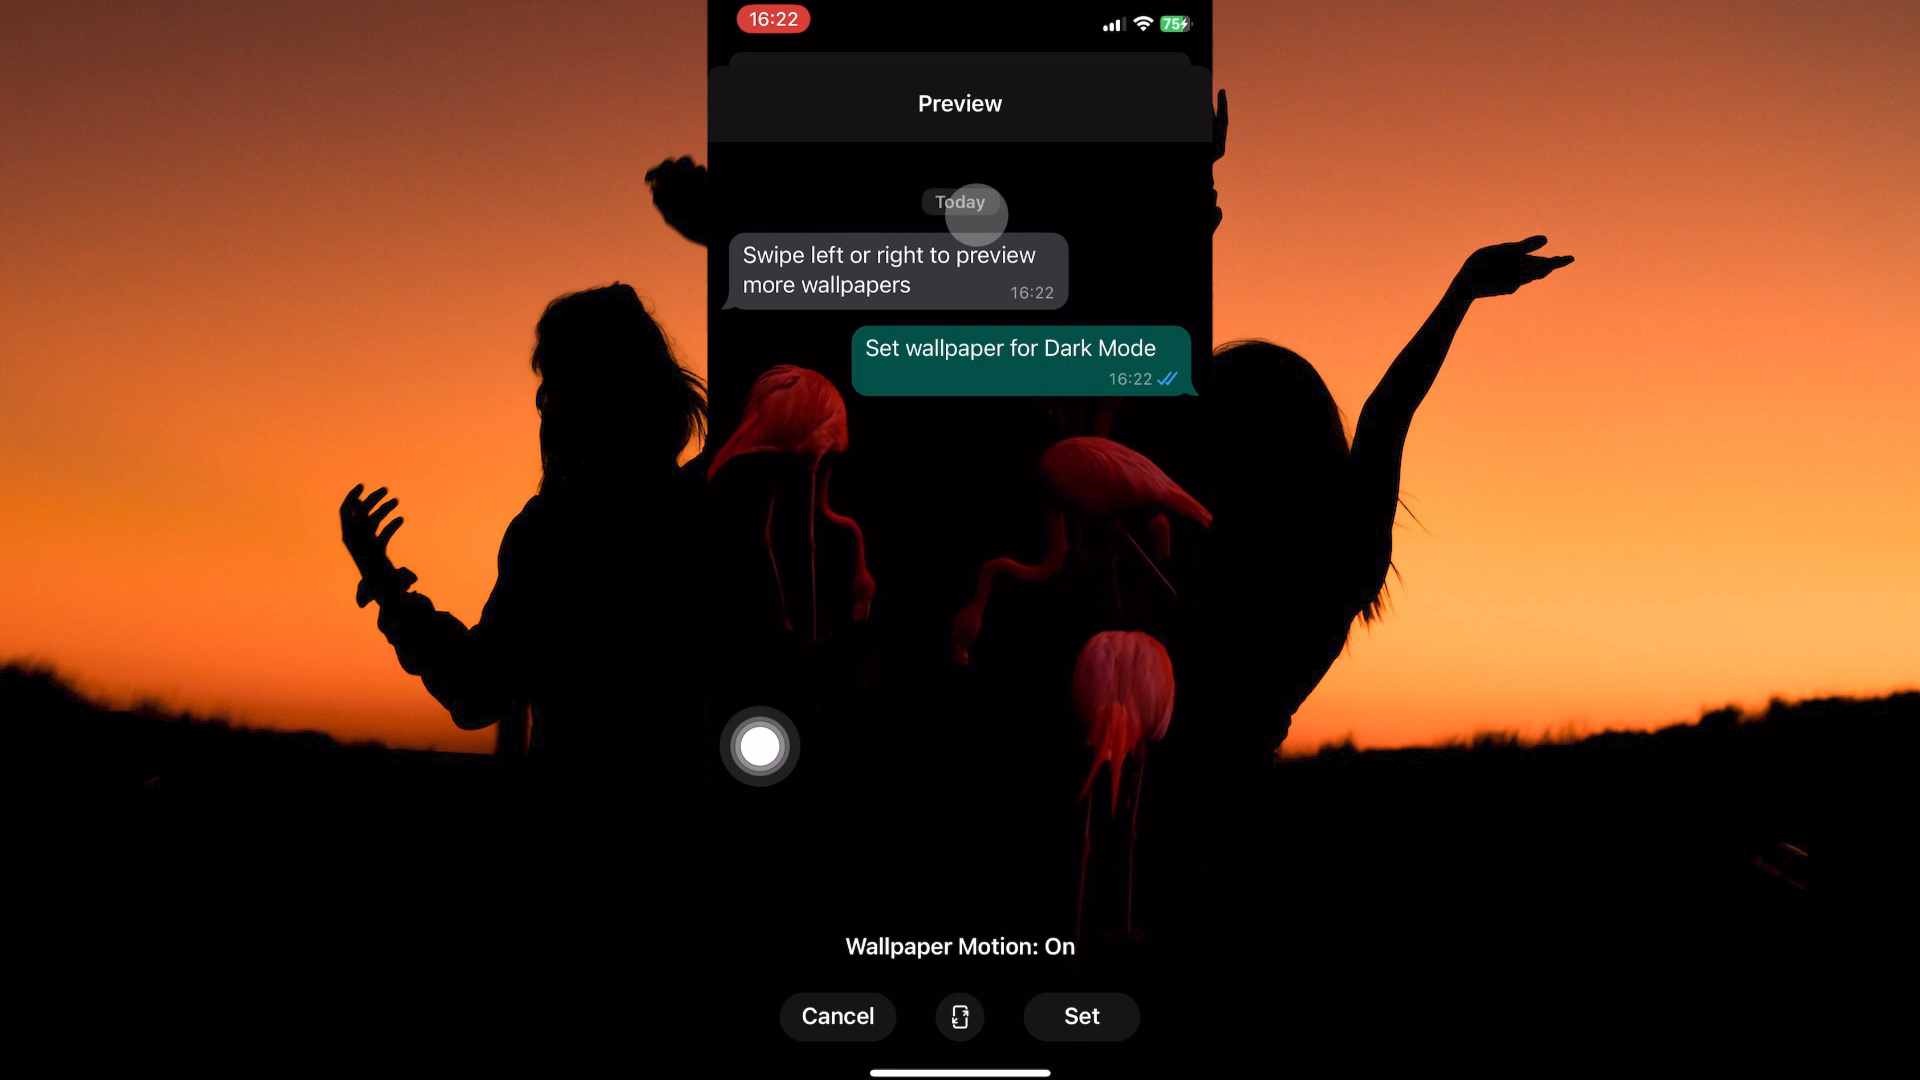 16:22
75
Preview
Today
Swipe left or right to preview
more wallpapers
16:22
Set wallpaper for Dark Mode
16:22
Wallpaper Motion: On
Cancel
Set